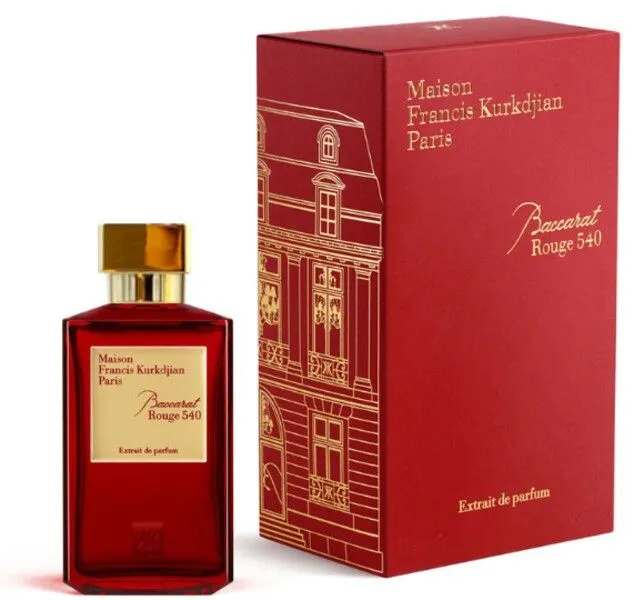 Maison
Francis Kurkdjian
Paris
Baccarat
Rouge 540
Extrait de parfum
Maison
Francis Kurkdjian
Paris
Baccarat
Rouge 540
Extrait de parfum